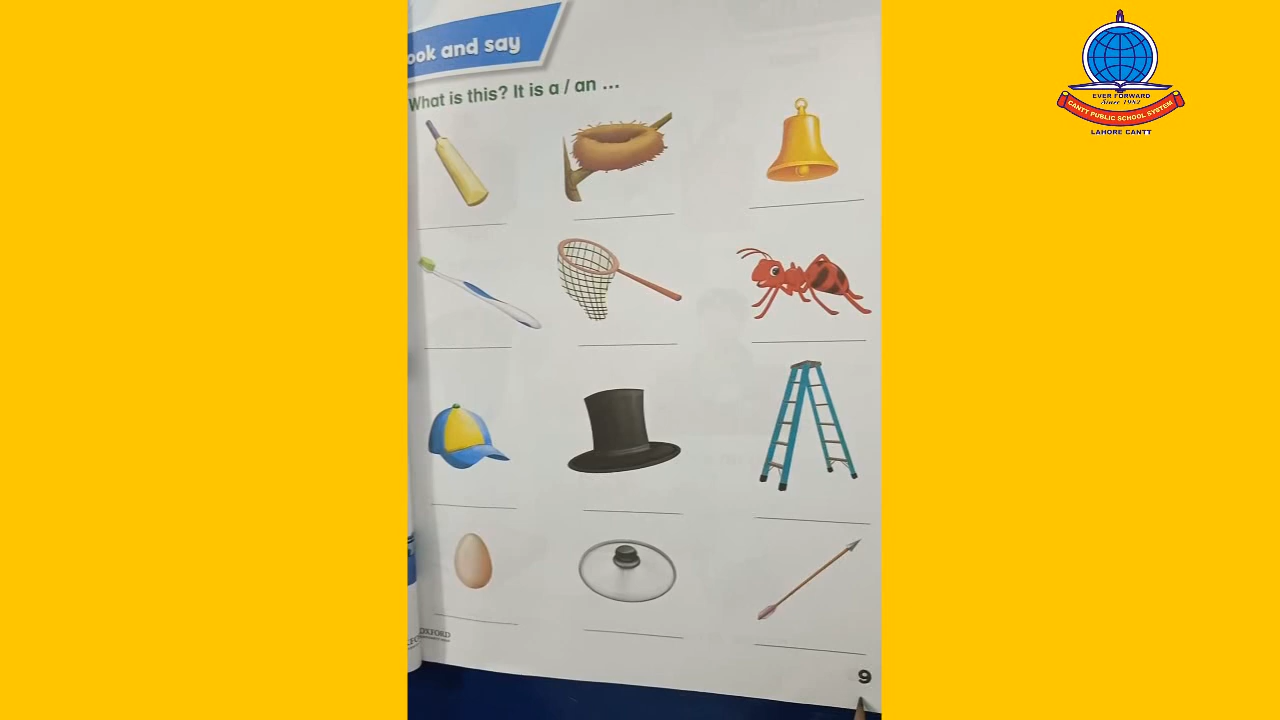 ook and say
What is this? It is a / an ...
OXFORD
9
EVER FORWARD
Since 1982
CANTT PUBLIC SCHOOL SYSTEM
LAHORE CANTT